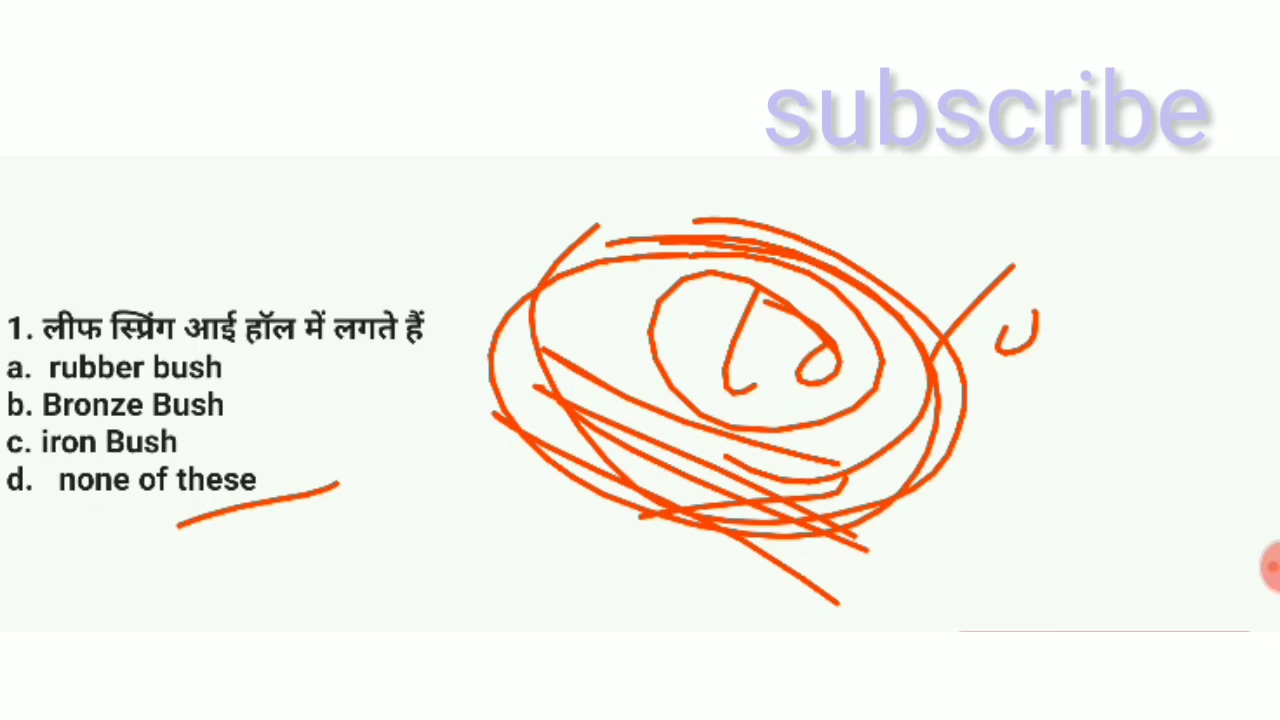 subscribe
1. लीफ स्प्रिंग आई हॉल में लगते हैं
a. rubber bush
b. Bronze Bush
c. iron Bush
d. none of these